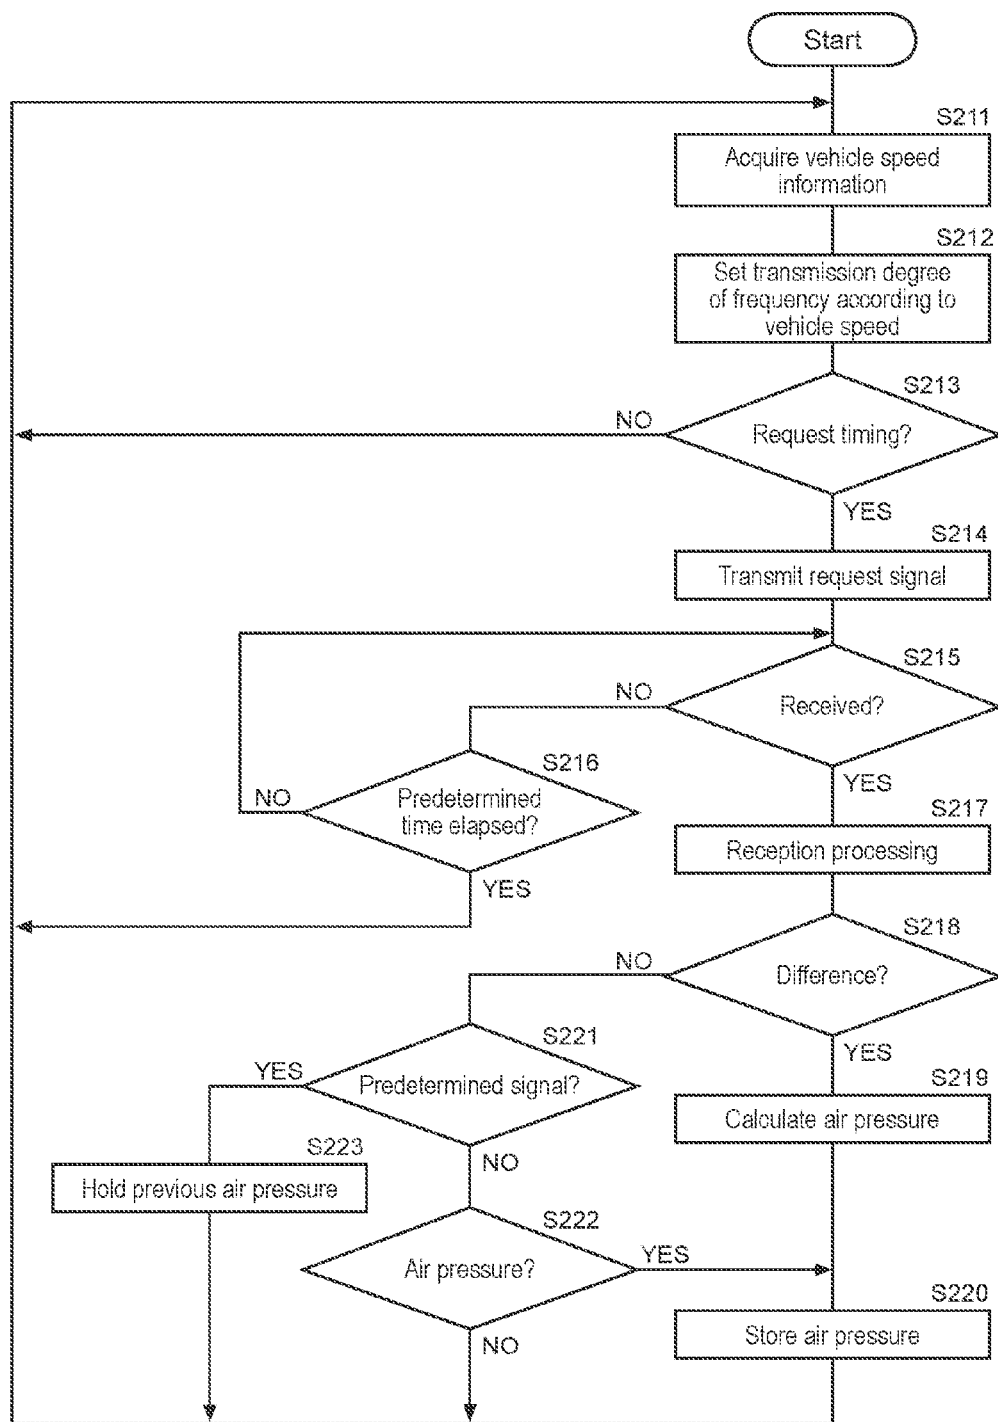 Start
S211
Acquire vehicle speed
information
S212
Set transmission degree
of frequency according to
vehicle speed
S213
NO
Request timing?
YES
S214
Transmit request signal
S215
NO
Received?
S216
NO
Predetermined
time elapsed?
YES
YES
S217
Reception processing
S218
NO
Difference?
S221
YES
YES
Predetermined signal?
S219
Calculate air pressure
S223
NO
Hold previous air pressure
S222
Air pressure?
YES
S220
NO
Store air pressure